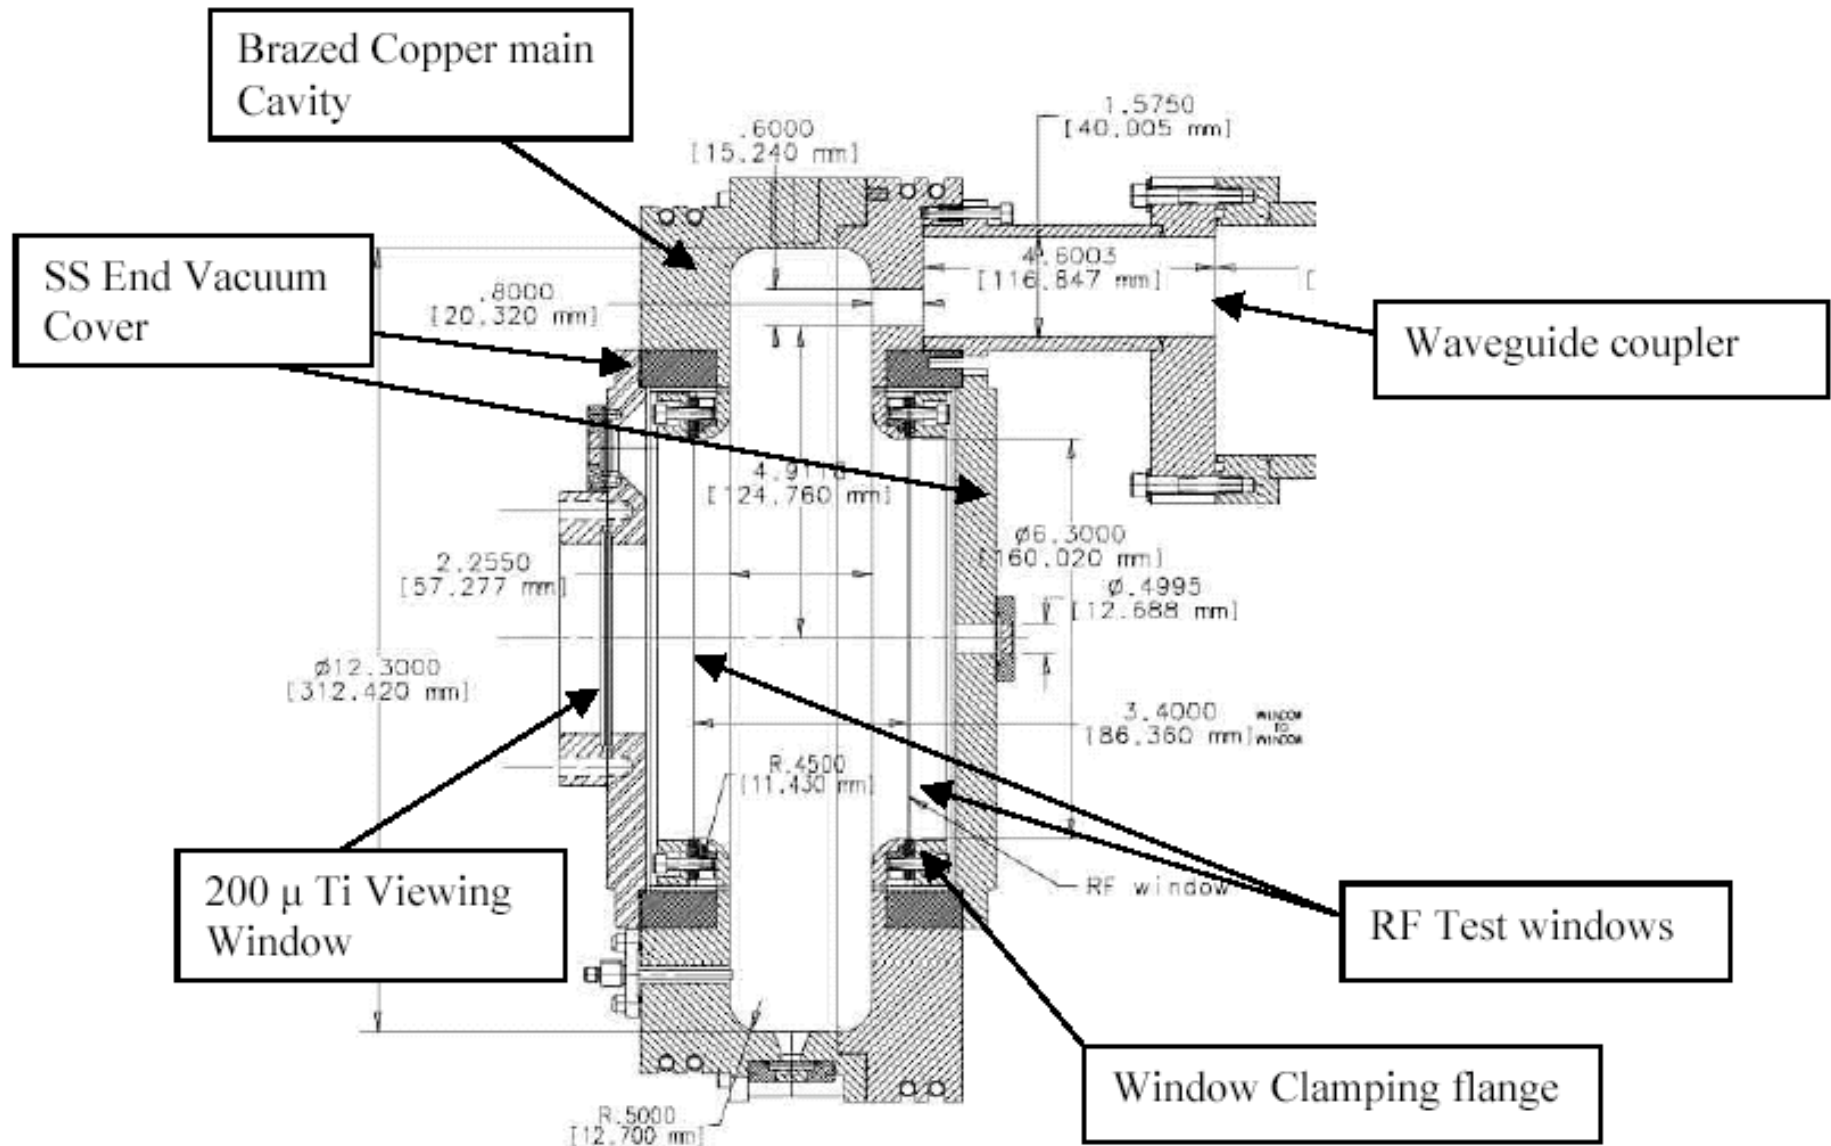 Brazed Copper main
Cavity
1.5750
[40.005 mm]
.6000
[15.240 mm]
SS End Vacuum
Cover
4.6003
[116.847 mm]
.8000
[20.320 mm]
Waveguide coupler
[124.760 mm]
Ø6.3000
[160.020 mm]
2.2550
[57.277 mm]
Ø.4995
[12.688 mm]
Ø12.3000
[312.420 mm]
3.4000
[86.360 mm]
WINDOW
TO
WINDOW
R.4500
[11.430 mm]
200 µ Ti Viewing
Window
RF window
RF Test windows
Window Clamping flange
R.5000
[12.700 mm]